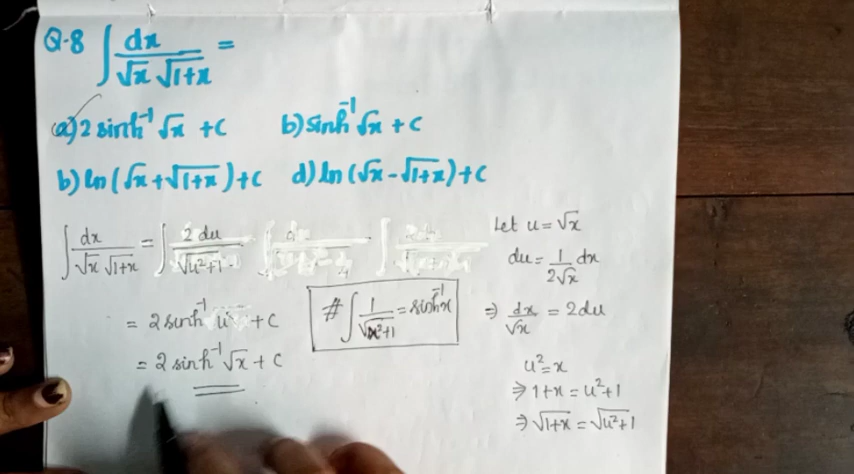 Q-8 ∫ dx / √x √1+x =
(a) 2 sinh⁻¹ √x + C b) sinh⁻¹ √x + C
b) ln (√x + √1+x) + C d) ln (√x - √1+x) + C
∫ dx / √x √1+x = ∫ 2 du / √u²+1
= 2 sinh⁻¹ u + C
= 2 sinh⁻¹ √x + C
# ∫ 1 / √x²+1 = sinh⁻¹x
Let u = √x
du = 1 / 2√x dx
⇒ dx / √x = 2du
u² = x
⇒ 1+x = u²+1
⇒ √1+x = √u²+1